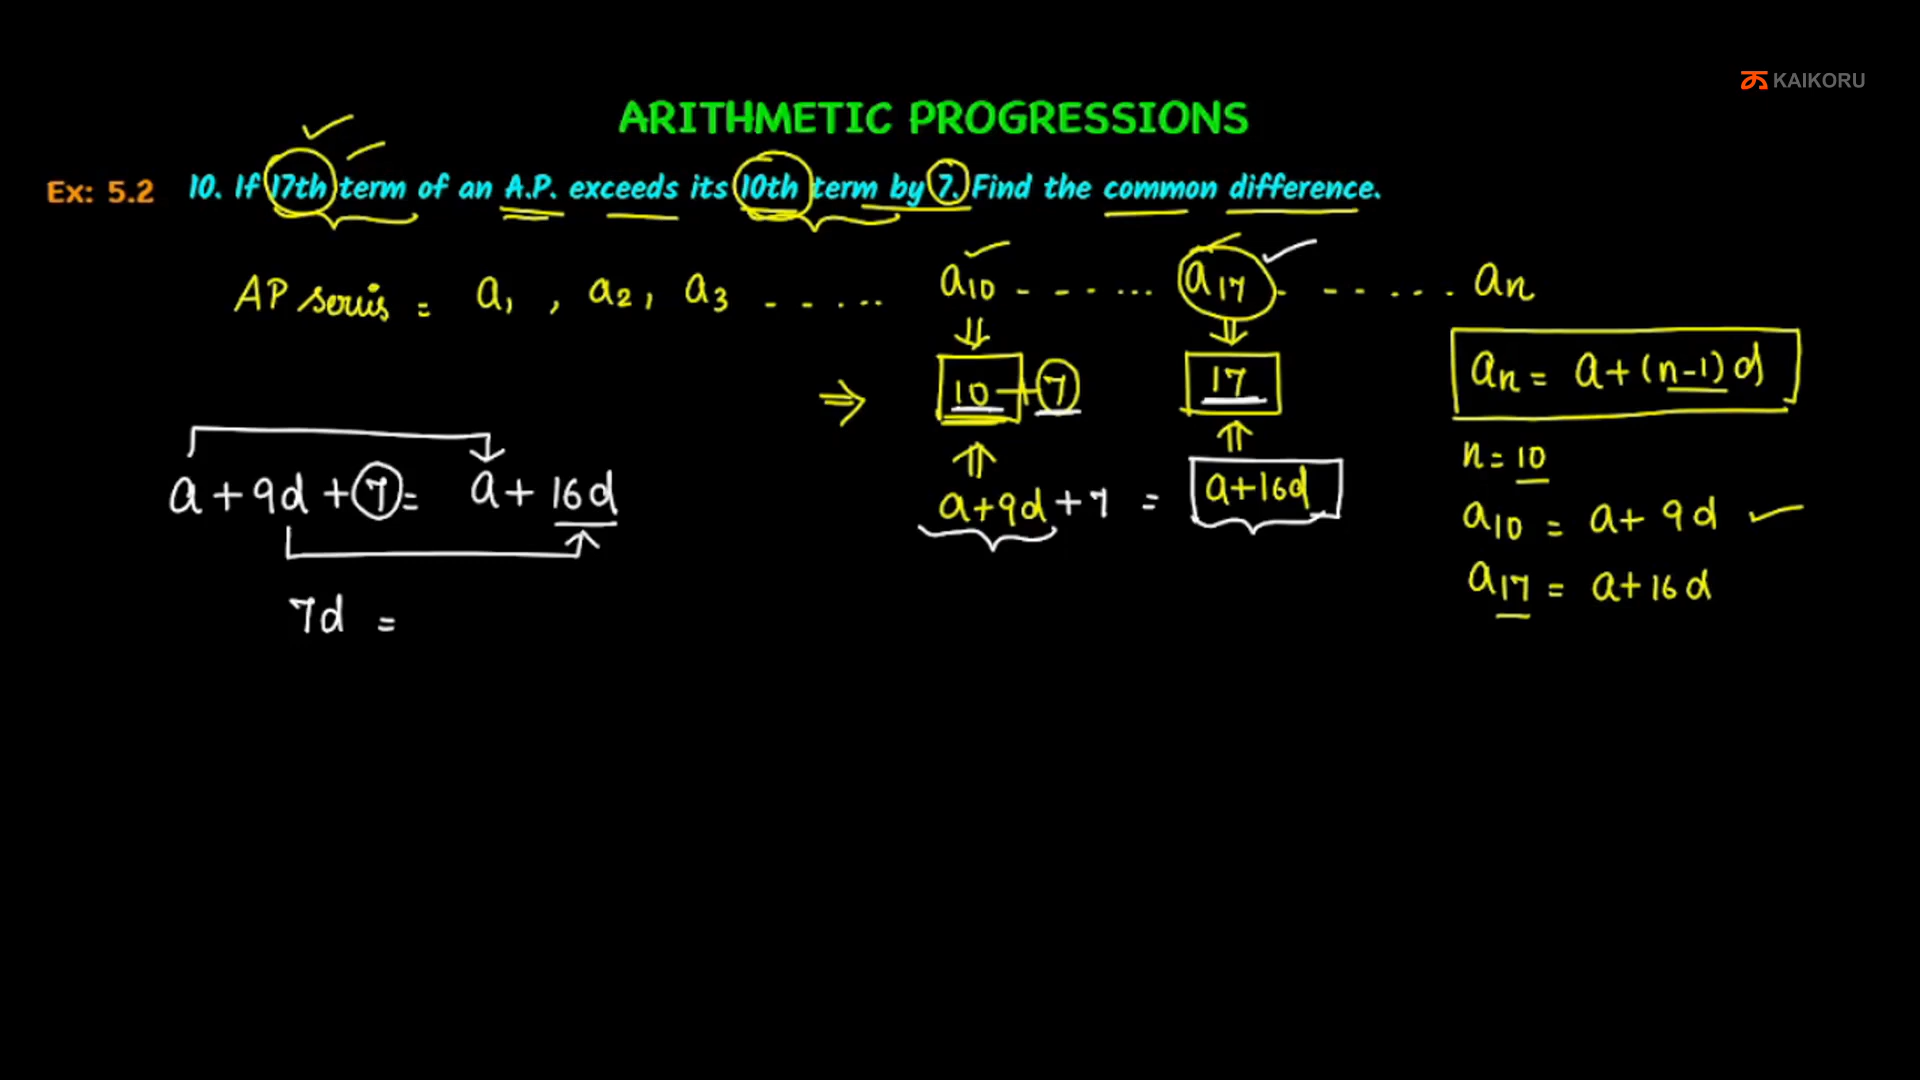 KAIKORU
ARITHMETIC PROGRESSIONS
Ex: 5.2 10. If 17th term of an A.P. exceeds its 10th term by 7. Find the common difference.
AP series = a1 , a2, a3 ----.. a10 - - --... a17 . - --... an
⇒ 10 + 7 17
an = a+(n-1)d
a+9d+7= a+16d
a+9d+7 = a+16d
n=10
a10 = a+ 9d
a17 = a+16d
7d =